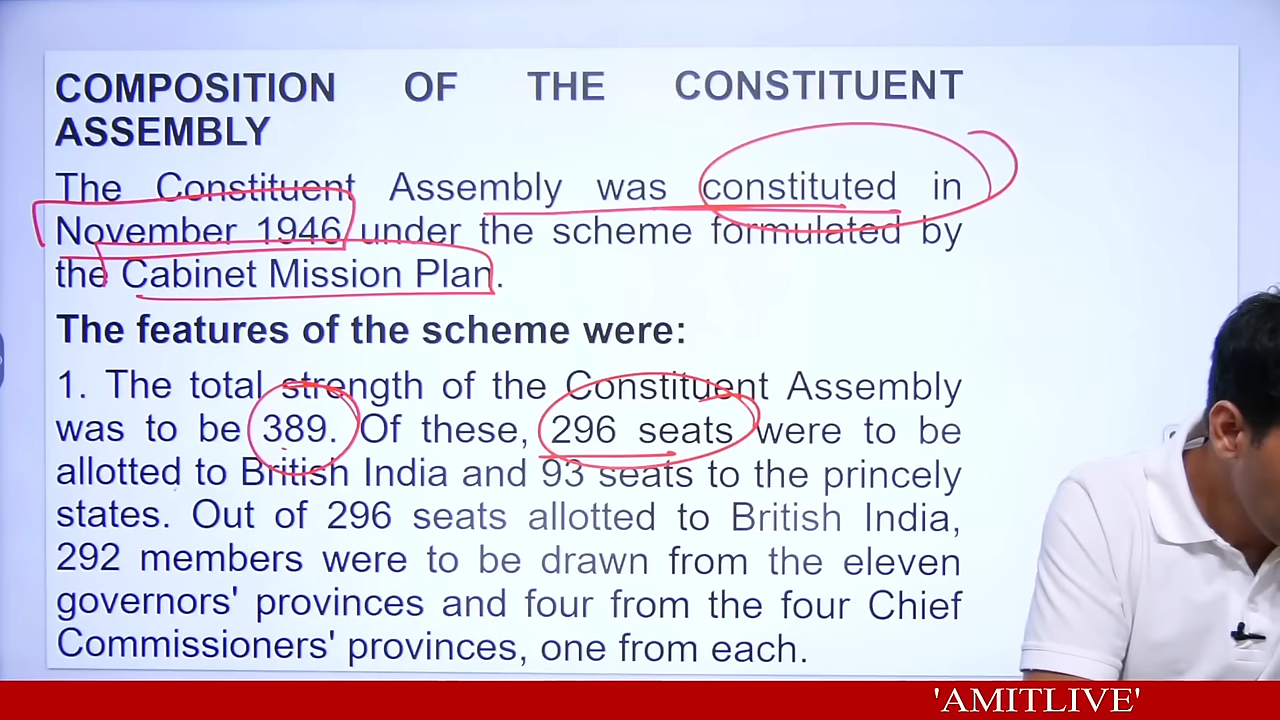 COMPOSITION OF THE CONSTITUENT
ASSEMBLY
The Constituent Assembly was constituted in
November 1946 under the scheme formulated by
the Cabinet Mission Plan.
The features of the scheme were:
1. The total strength of the Constituent Assembly
was to be 389. Of these, 296 seats were to be
allotted to British India and 93 seats to the princely
states. Out of 296 seats allotted to British India,
292 members were to be drawn from the eleven
governors' provinces and four from the four Chief
Commissioners' provinces, one from each.
'AMITLIVE'